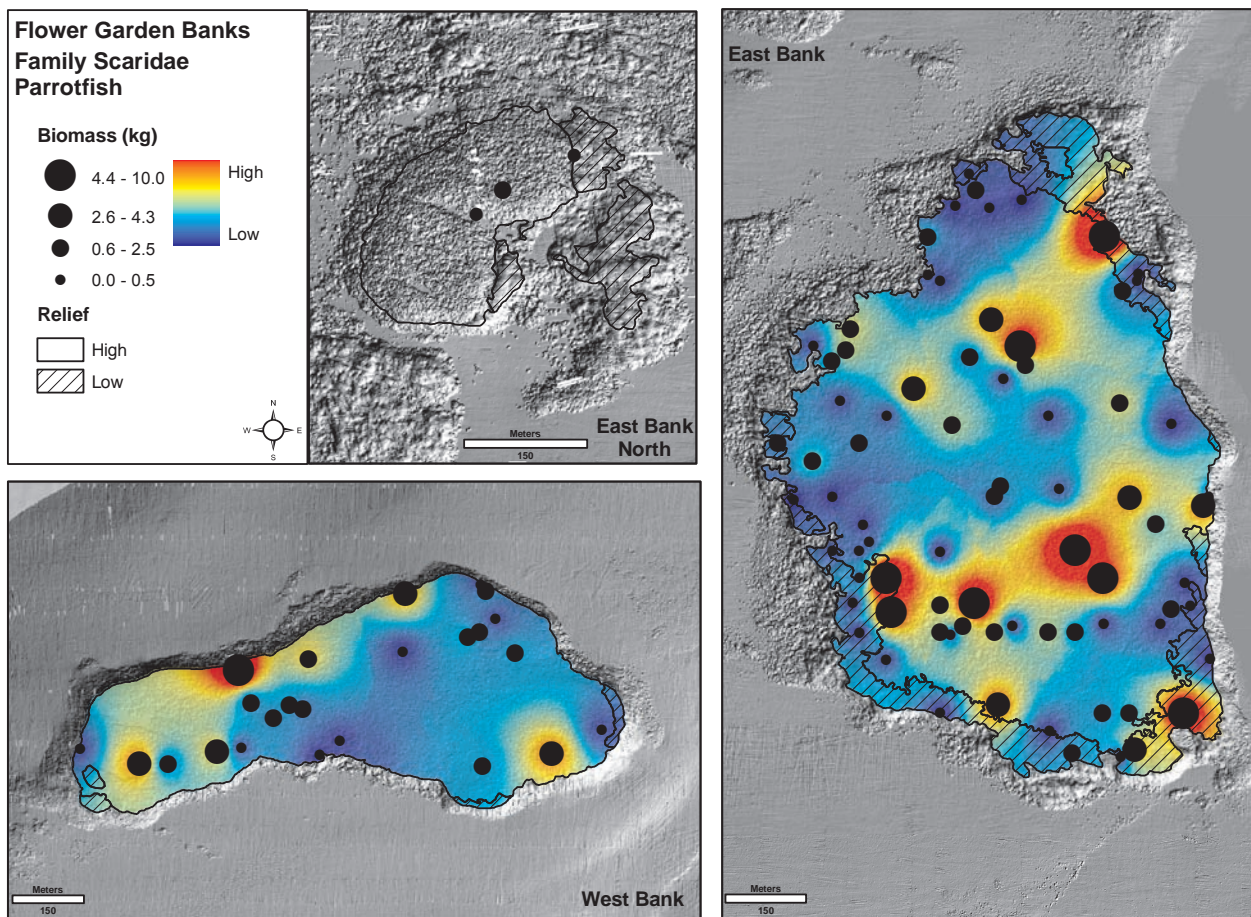 Flower Garden Banks
Family Scaridae
Parrotfish
Biomass (kg)
4.4 - 10.0
2.6 - 4.3
0.6 - 2.5
0.0 - 0.5
High
Low
Relief
High
Low
N
W
E
S
Meters
150
East Bank
North
East Bank
Meters
150
Meters
150
West Bank